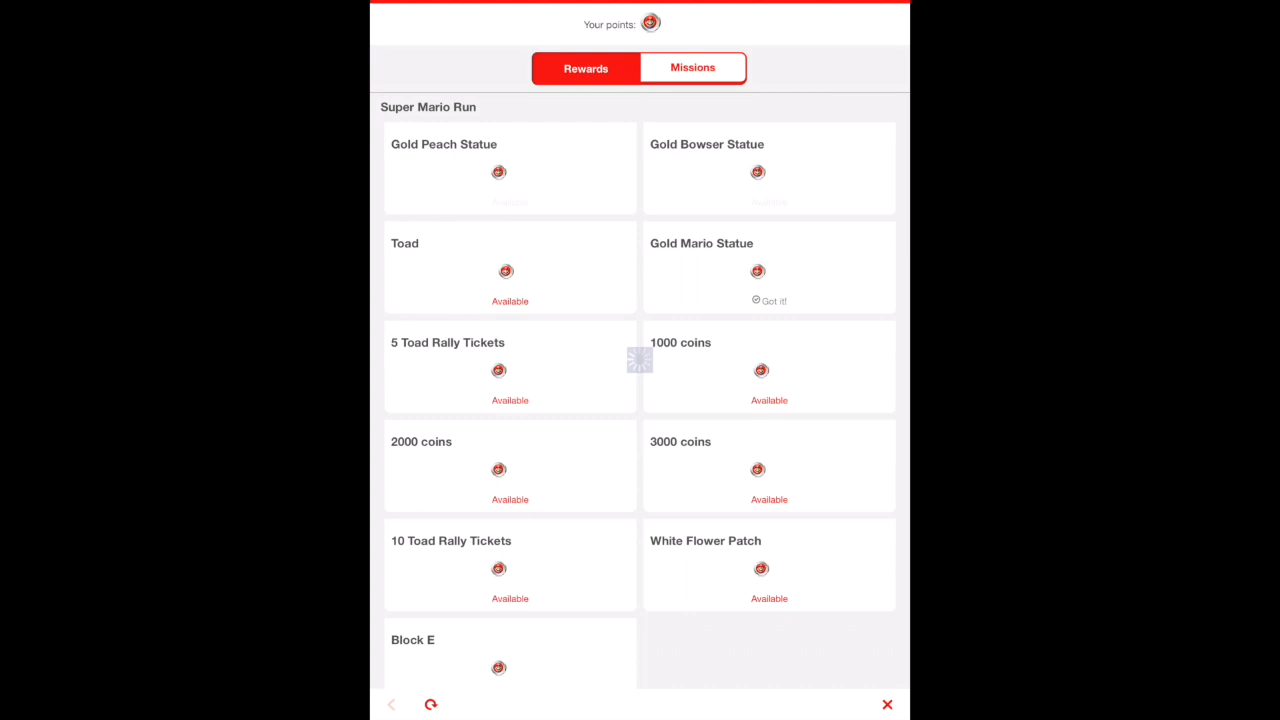 Your points:
Rewards
Missions
Super Mario Run
Gold Peach Statue
Gold Bowser Statue
Available
Available
Toad
Gold Mario Statue
Available
Got it!
5 Toad Rally Tickets
1000 coins
Available
Available
2000 coins
3000 coins
Available
Available
10 Toad Rally Tickets
White Flower Patch
Available
Available
Block E